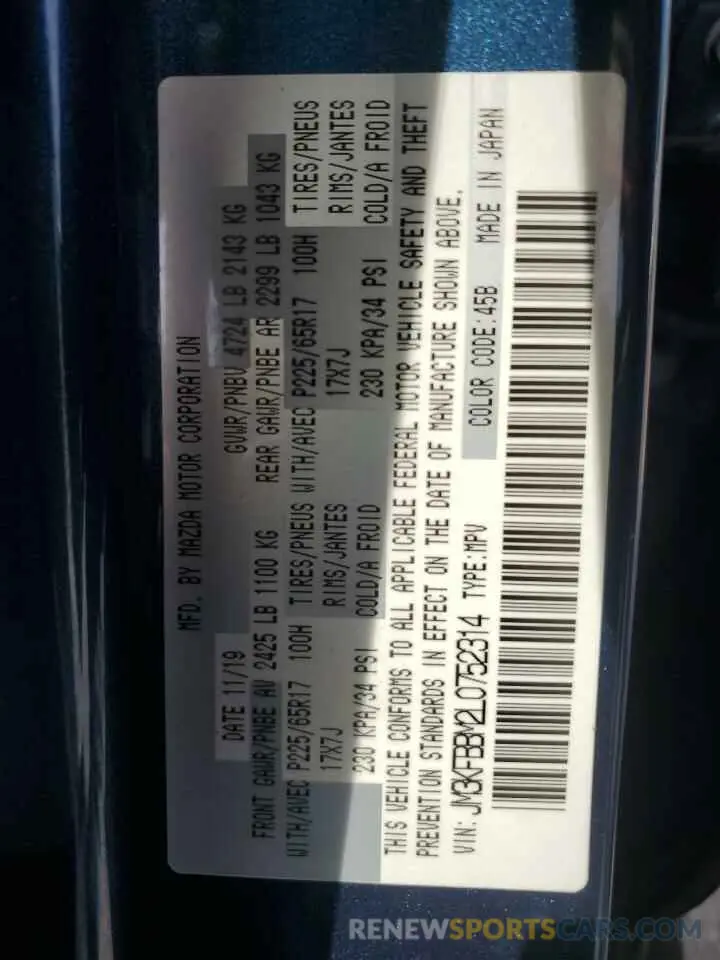 MFD. BY MAZDA MOTOR CORPORATION
DATE 11/19 GVWR/PNBV 4724 LB 2143 KG
FRONT GAWR/PNBE AV 2425 LB 1100 KG REAR GAWR/PNBE AR 2299 LB 1043 KG
WITH/AVEC P225/65R17 100H TIRES/PNEUS WITH/AVEC P225/65R17 100H TIRES/PNEUS
17X7J RIMS/JANTES 17X7J RIMS/JANTES
230 KPA/34 PSI COLD/A FROID 230 KPA/34 PSI COLD/A FROID
THIS VEHICLE CONFORMS TO ALL APPLICABLE FEDERAL MOTOR VEHICLE SAFETY AND THEFT
PREVENTION STANDARDS IN EFFECT ON THE DATE OF MANUFACTURE SHOWN ABOVE.
VIN: JM3KFBBM2L0752314 TYPE:MPV COLOR CODE:45B MADE IN JAPAN
RENEWSPORTSCARS.COM